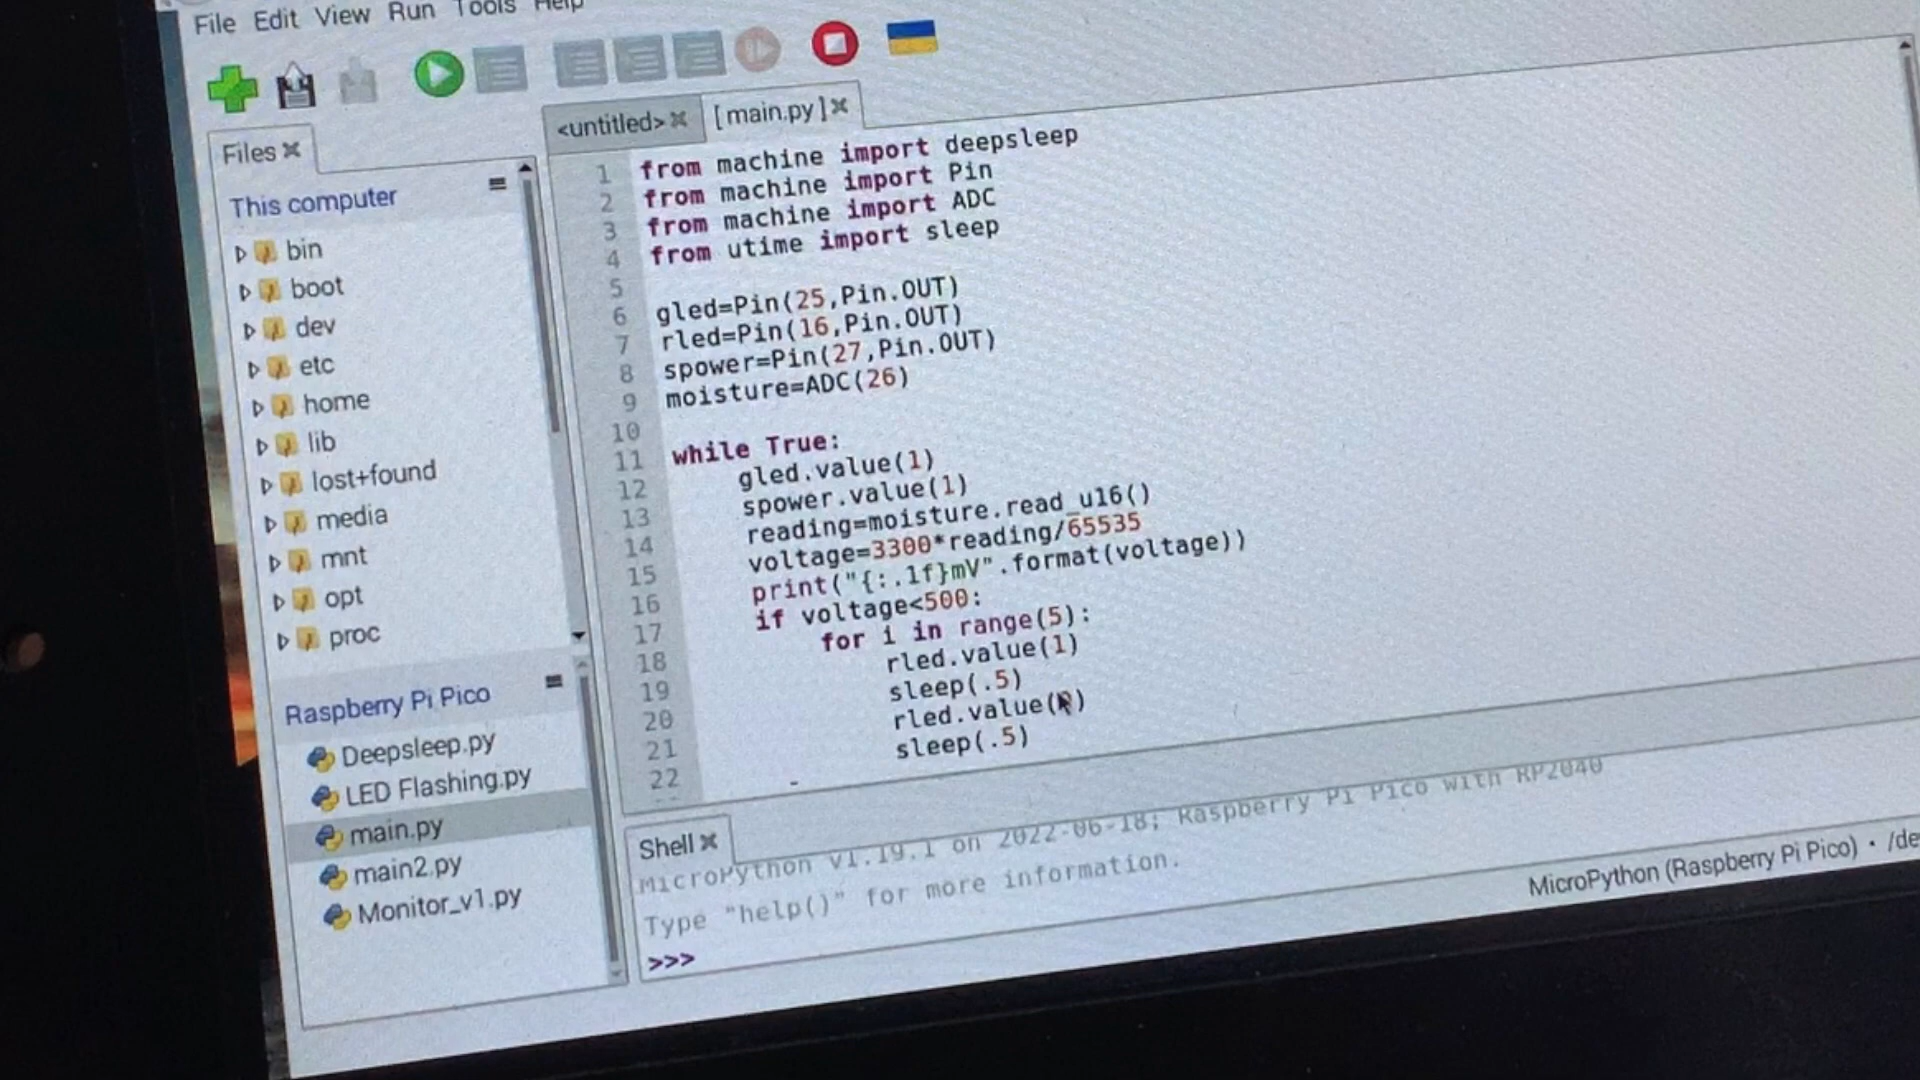 File Edit View Run Tools Help
<untitled> [ main.py ]
Files
This computer
bin
boot
dev
etc
home
lib
lost+found
media
mnt
opt
proc
Raspberry Pi Pico
Deepsleep.py
LED Flashing.py
main.py
main2.py
Monitor_v1.py
1 from machine import deepsleep
2 from machine import Pin
3 from machine import ADC
4 from utime import sleep
5
6 gled=Pin(25,Pin.OUT)
7 rled=Pin(16,Pin.OUT)
8 spower=Pin(27,Pin.OUT)
9 moisture=ADC(26)
10
11 while True:
12 gled.value(1)
13 spower.value(1)
14 reading=moisture.read_u16()
15 voltage=3300*reading/65535
16 print("{:.1f}mV".format(voltage))
17 if voltage<500:
18 for i in range(5):
19 rled.value(1)
20 sleep(.5)
21 rled.value( )
22 sleep(.5)
Shell
MicroPython v1.19.1 on 2022-06-18; Raspberry Pi Pico with RP2040
Type "help()" for more information.
>>>
MicroPython (Raspberry Pi Pico) • /de